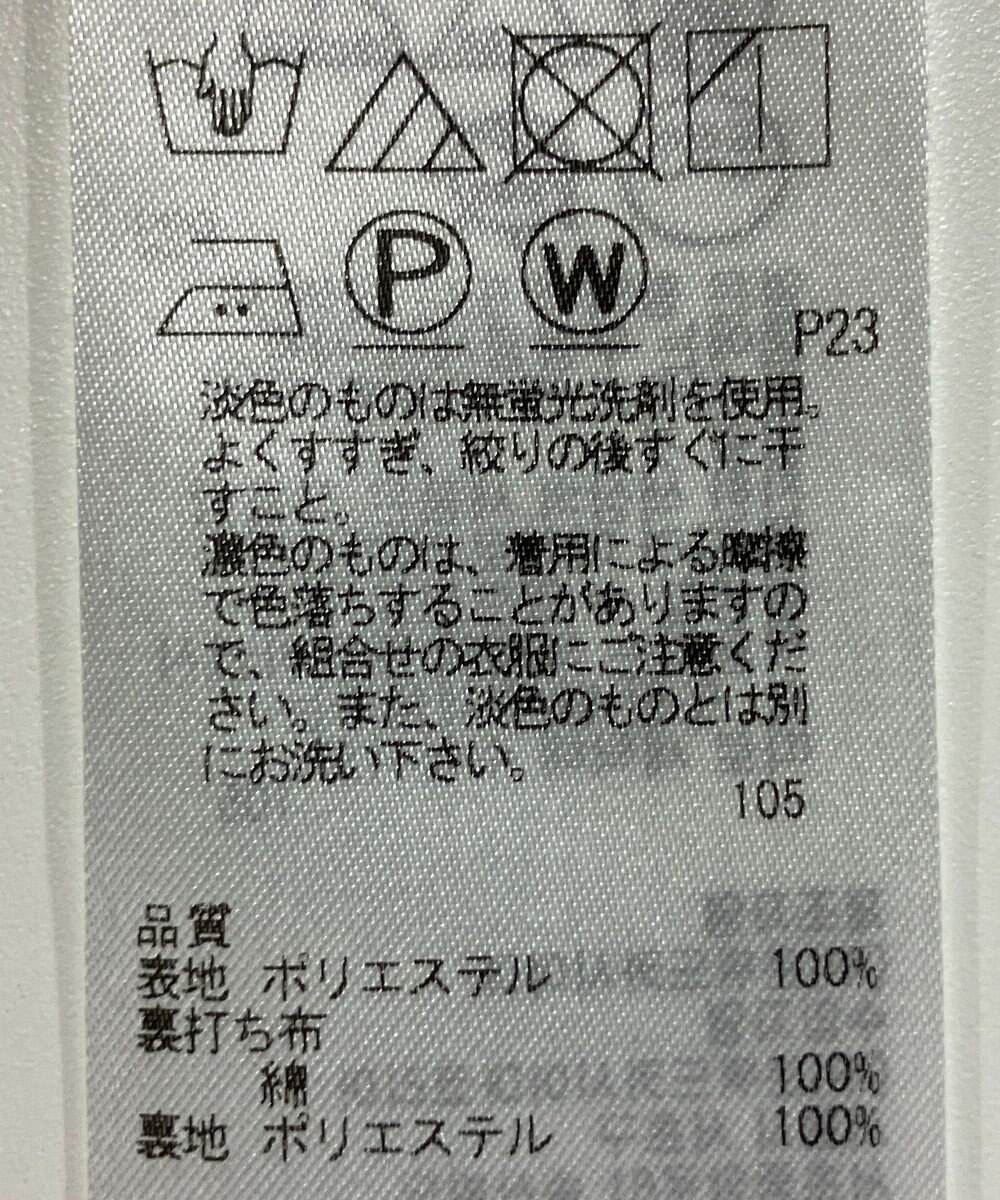 P
W
P23
淡色のものは無蛍光洗剤を使用。
よくすすぎ、絞りの後すぐに干
すこと。
濃色のものは、着用による摩擦
で色落ちすることがありますの
で、組合せの衣服にご注意くだ
さい。また、淡色のものとは別
にお洗い下さい。
105
品質
表地 ポリエステル 100%
裏打ち布
綿 100%
裏地 ポリエステル 100%